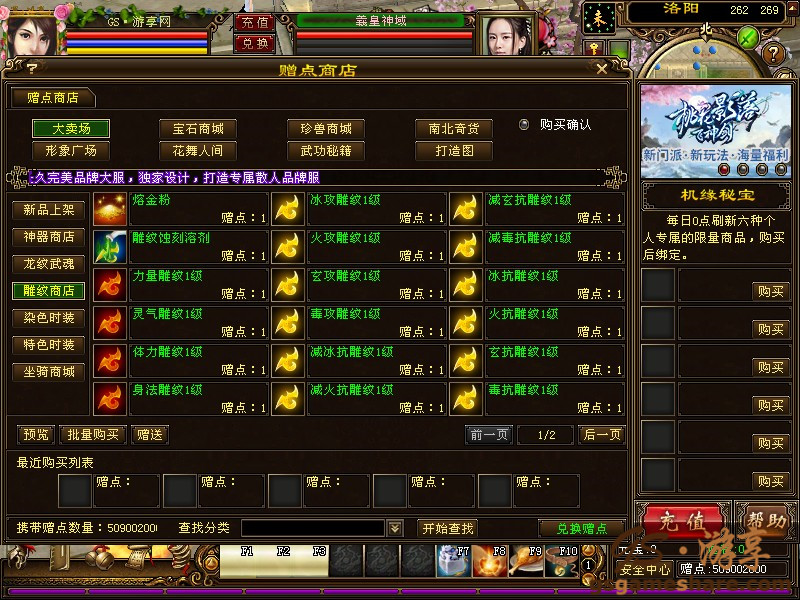 GS·游享网
充值
兑换
義皇神域
未
洛阳
262 269
北
?
?
赠点商店
赠点商店
大卖场
宝石商城
珍兽商城
南北奇货
购买确认
形象广场
花舞人间
武功秘籍
打造图
久完美品牌大服，独家设计，打造专属散人品牌服
新品上架
神器商店
龙纹武魂
雕纹商店
染色时装
特色时装
坐骑商城
熔金粉
赠点：1
冰攻雕纹1级
赠点：1
减玄抗雕纹1级
赠点：1
雕纹蚀刻溶剂
赠点：1
火攻雕纹1级
赠点：1
减毒抗雕纹1级
赠点：1
力量雕纹1级
赠点：1
玄攻雕纹1级
赠点：1
冰抗雕纹1级
赠点：1
灵气雕纹1级
赠点：1
毒攻雕纹1级
赠点：1
火抗雕纹1级
赠点：1
体力雕纹1级
赠点：1
减冰抗雕纹1级
赠点：1
玄抗雕纹1级
赠点：1
身法雕纹1级
赠点：1
减火抗雕纹1级
赠点：1
毒抗雕纹1级
赠点：1
预览
批量购买
赠送
前一页
1/2
后一页
最近购买列表
赠点：
赠点：
赠点：
赠点：
赠点：
携带赠点数量：509002000
查找分类
开始查找
兑换赠点
新门派·新玩法·海量福利
机缘秘宝
每日0点刷新六种个
人专属的限量商品，购买
后绑定。
购买
购买
购买
购买
购买
购买
充值
帮助
F1
F2
F3
F7
F8
F9
F10
1
元宝:0
安全中心
赠点:509002000
游享
gsgameshare.com